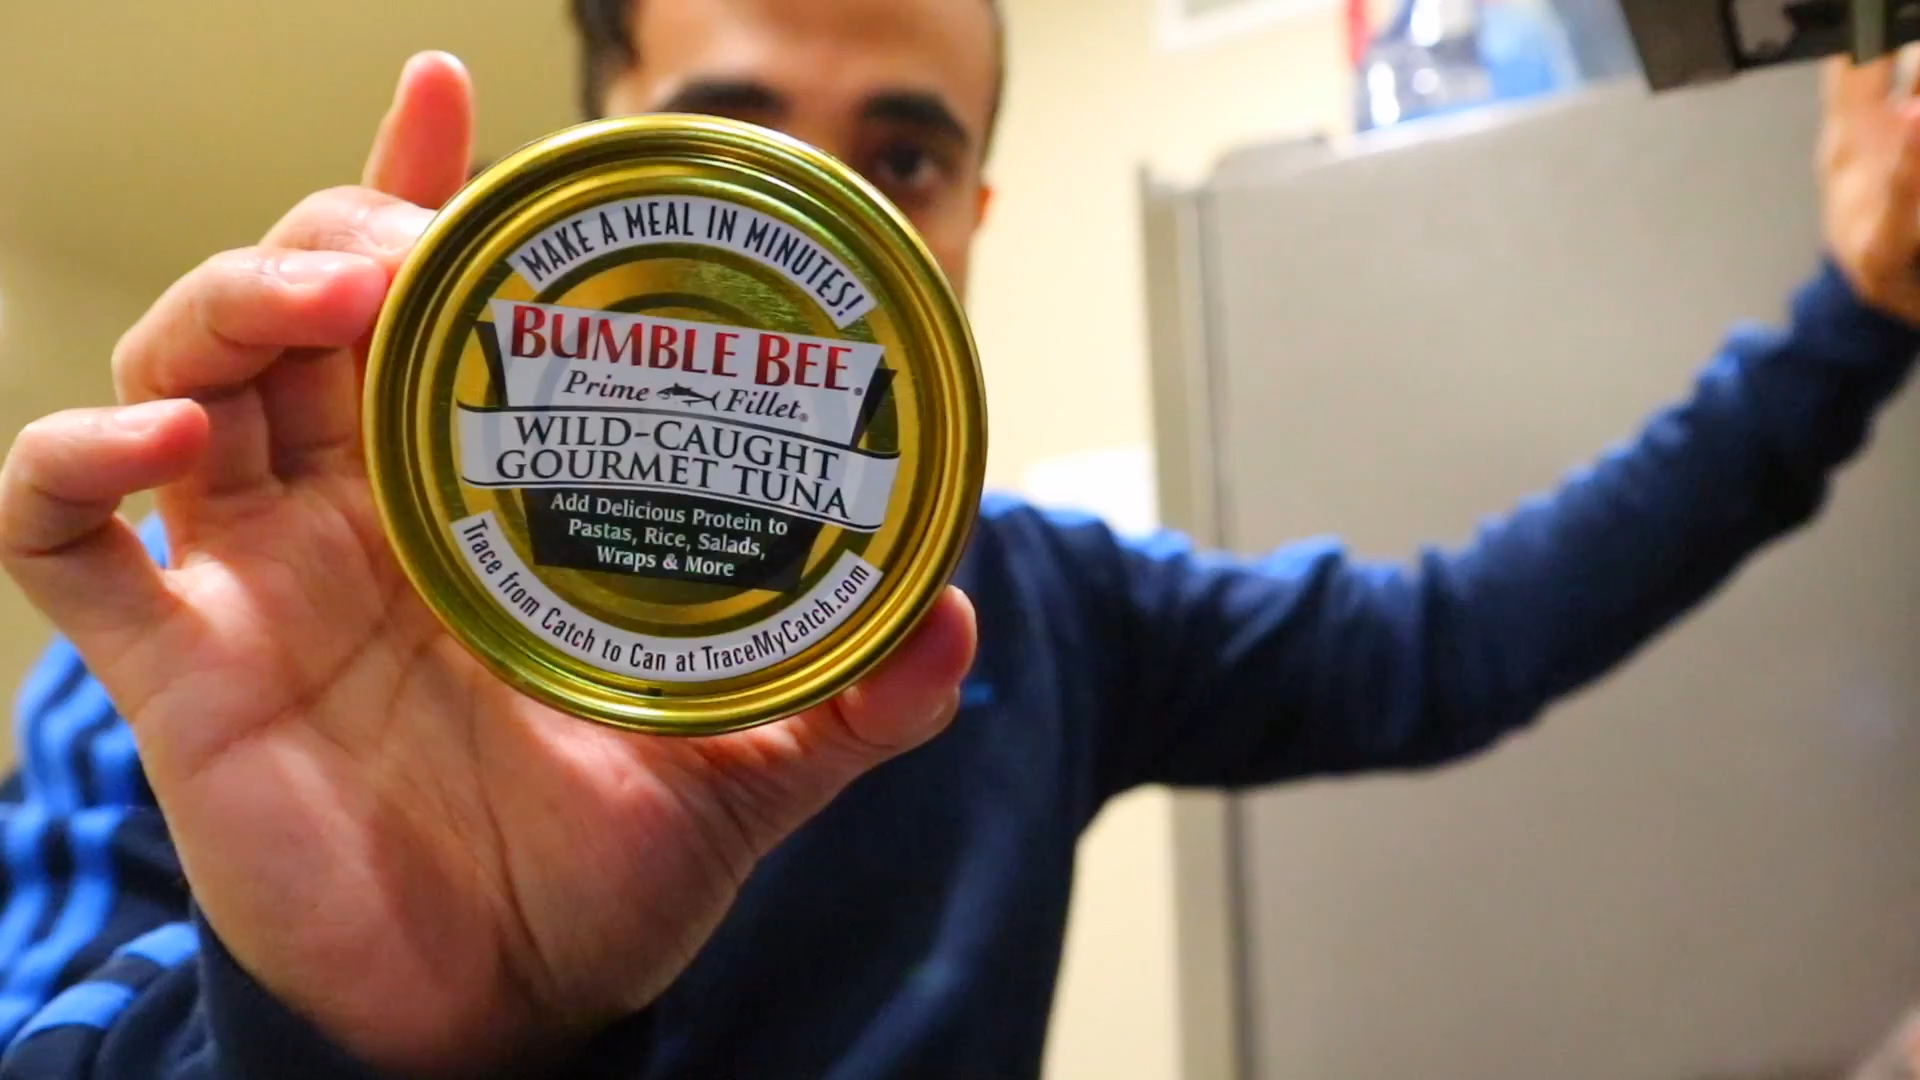 MAKE A MEAL IN MINUTES!
BUMBLE BEE®
Prime Fillet®
WILD-CAUGHT
GOURMET TUNA
Add Delicious Protein to
Pastas, Rice, Salads,
Wraps & More
Trace from Catch to Can at TraceMyCatch.com